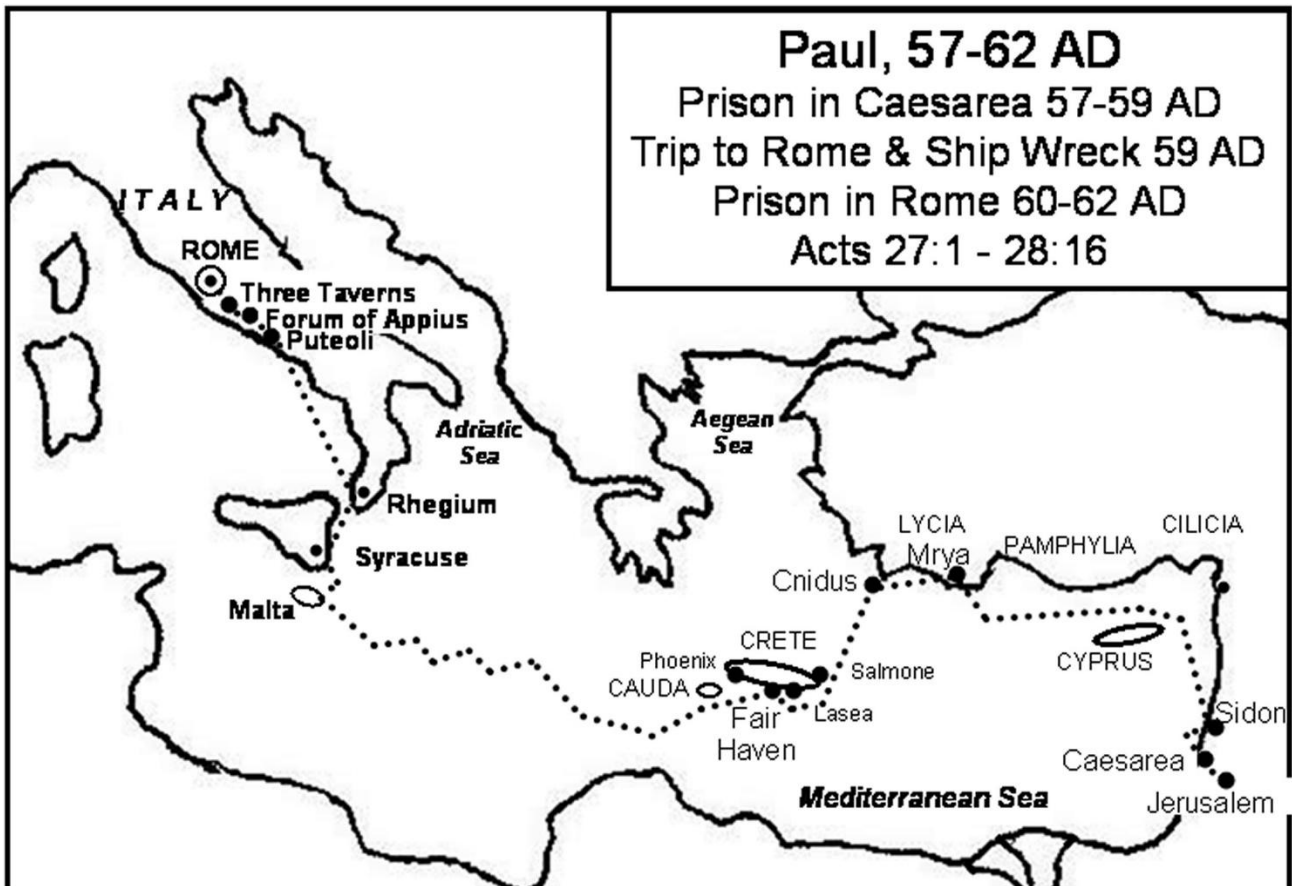 Paul, 57-62 AD
Prison in Caesarea 57-59 AD
Trip to Rome & Ship Wreck 59 AD
Prison in Rome 60-62 AD
Acts 27:1 - 28:16
ITALY
ROME
Three Taverns
Forum of Appius
Puteoli
Adriatic
Sea
Aegean
Sea
Rhegium
Syracuse
Malta
LYCIA
Mrya
PAMPHYLIA
CILICIA
Cnidus
CRETE
Phoenix
CAUDA
Salmone
Lasea
Fair
Haven
CYPRUS
Sidon
Caesarea
Jerusalem
Mediterranean Sea